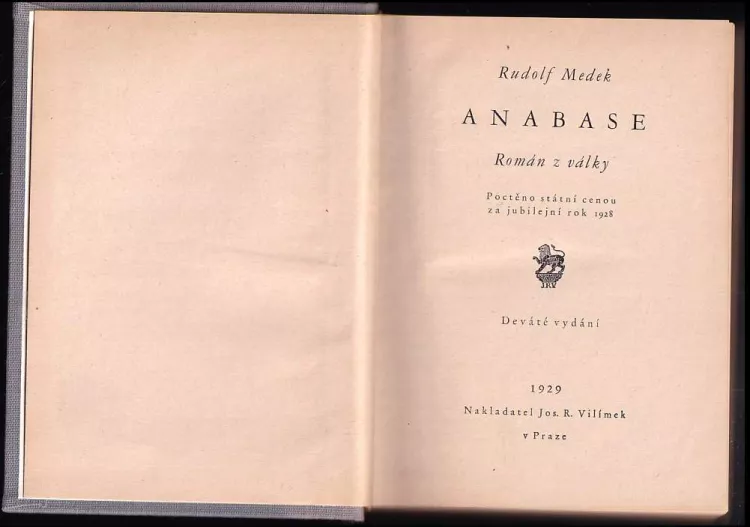 Rudolf Medek
ANABASE
Román z války
Poctěno státní cenou
za jubilejní rok 1928
J.R.V.
Deváté vydání
1929
Nakladatel Jos. R. Vilímek
v Praze